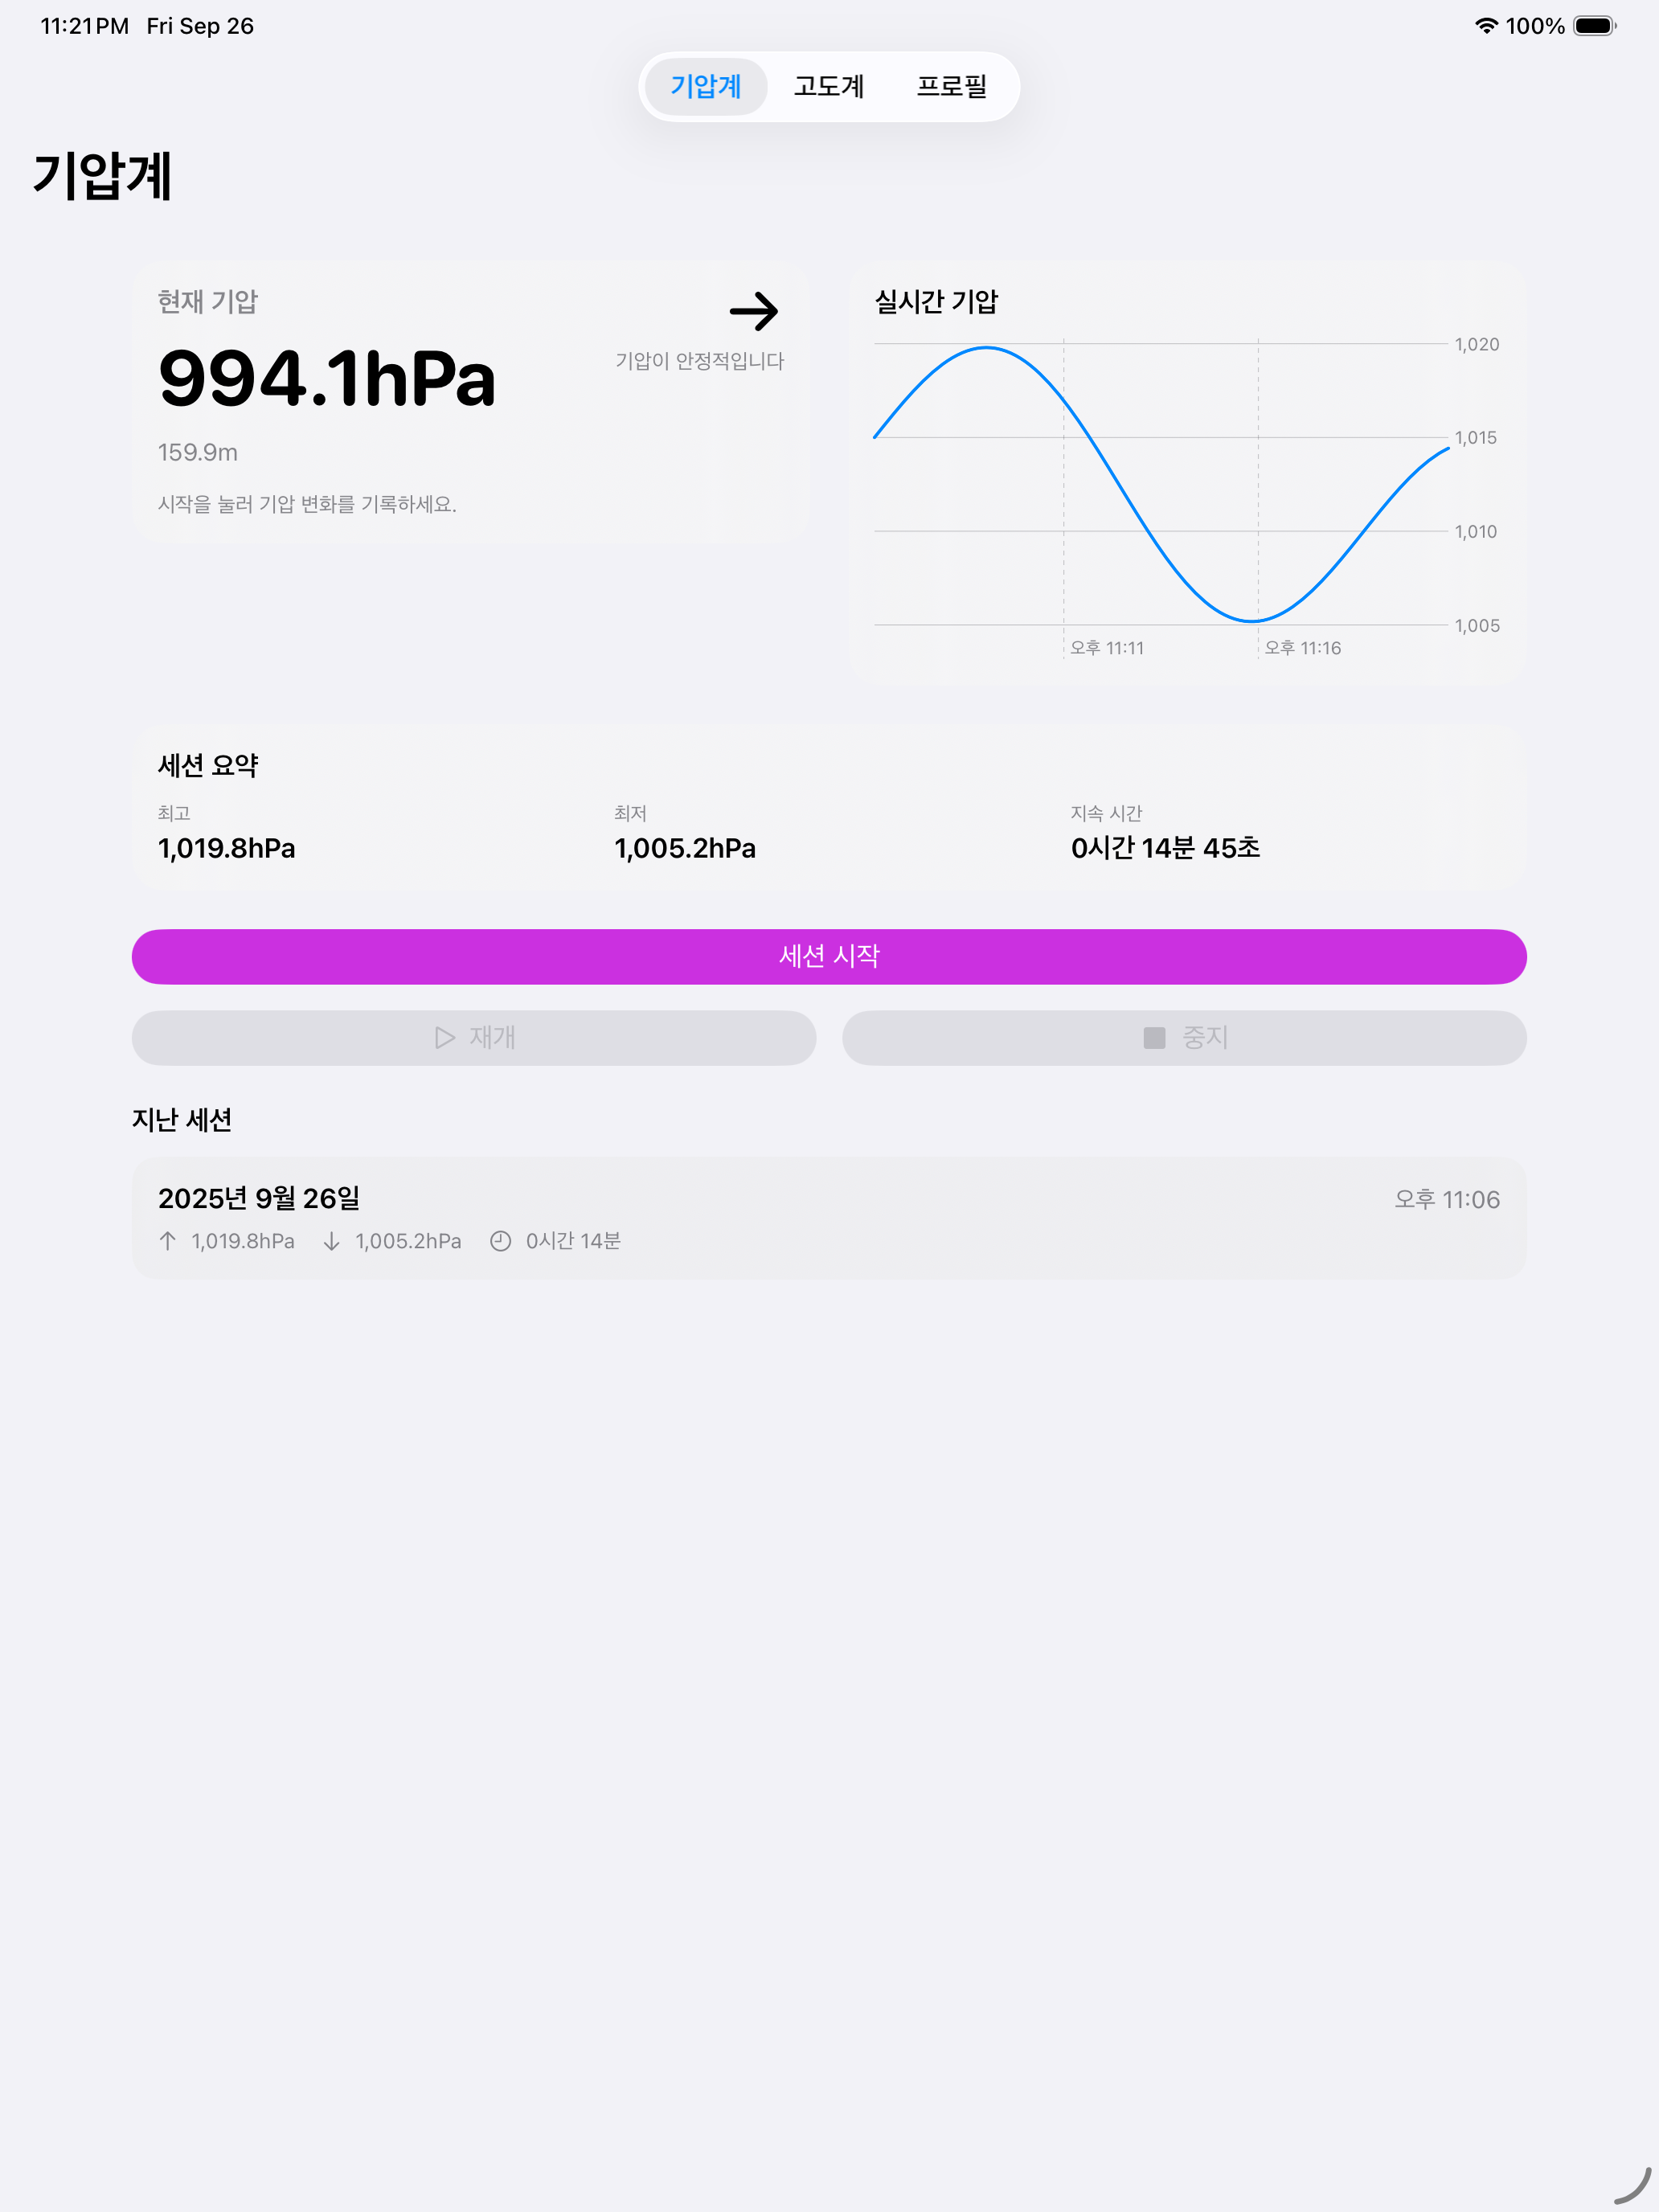 11:21 PM Fri Sep 26 100%
기압계 고도계 프로필
기압계
현재 기압
994.1hPa
기압이 안정적입니다
159.9m
시작을 눌러 기압 변화를 기록하세요.
실시간 기압
1,020
1,015
1,010
1,005
오후 11:11 오후 11:16
세션 요약
최고 최저 지속 시간
1,019.8hPa 1,005.2hPa 0시간 14분 45초
세션 시작
재개 중지
지난 세션
2025년 9월 26일 오후 11:06
1,019.8hPa 1,005.2hPa 0시간 14분